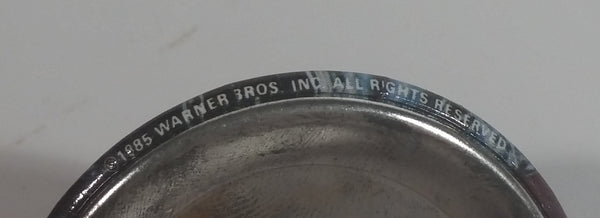 ©1985 WARNER BROS. INC. ALL RIGHTS RESERVED